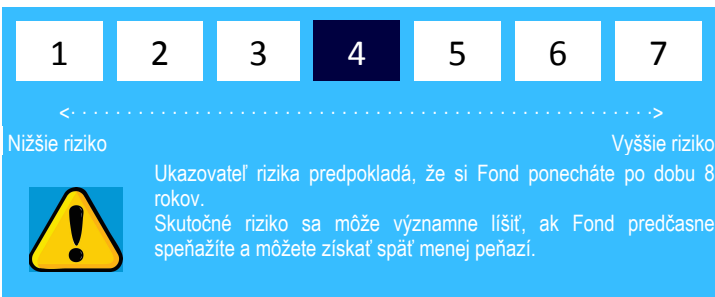 1 2 3 4 5 6 7
Nižšie riziko Vyššie riziko
Ukazovateľ rizika predpokladá, že si Fond ponecháte po dobu 8
rokov.
Skutočné riziko sa môže významne líšiť, ak Fond predčasne
speňažíte a môžete získať späť menej peňazí.